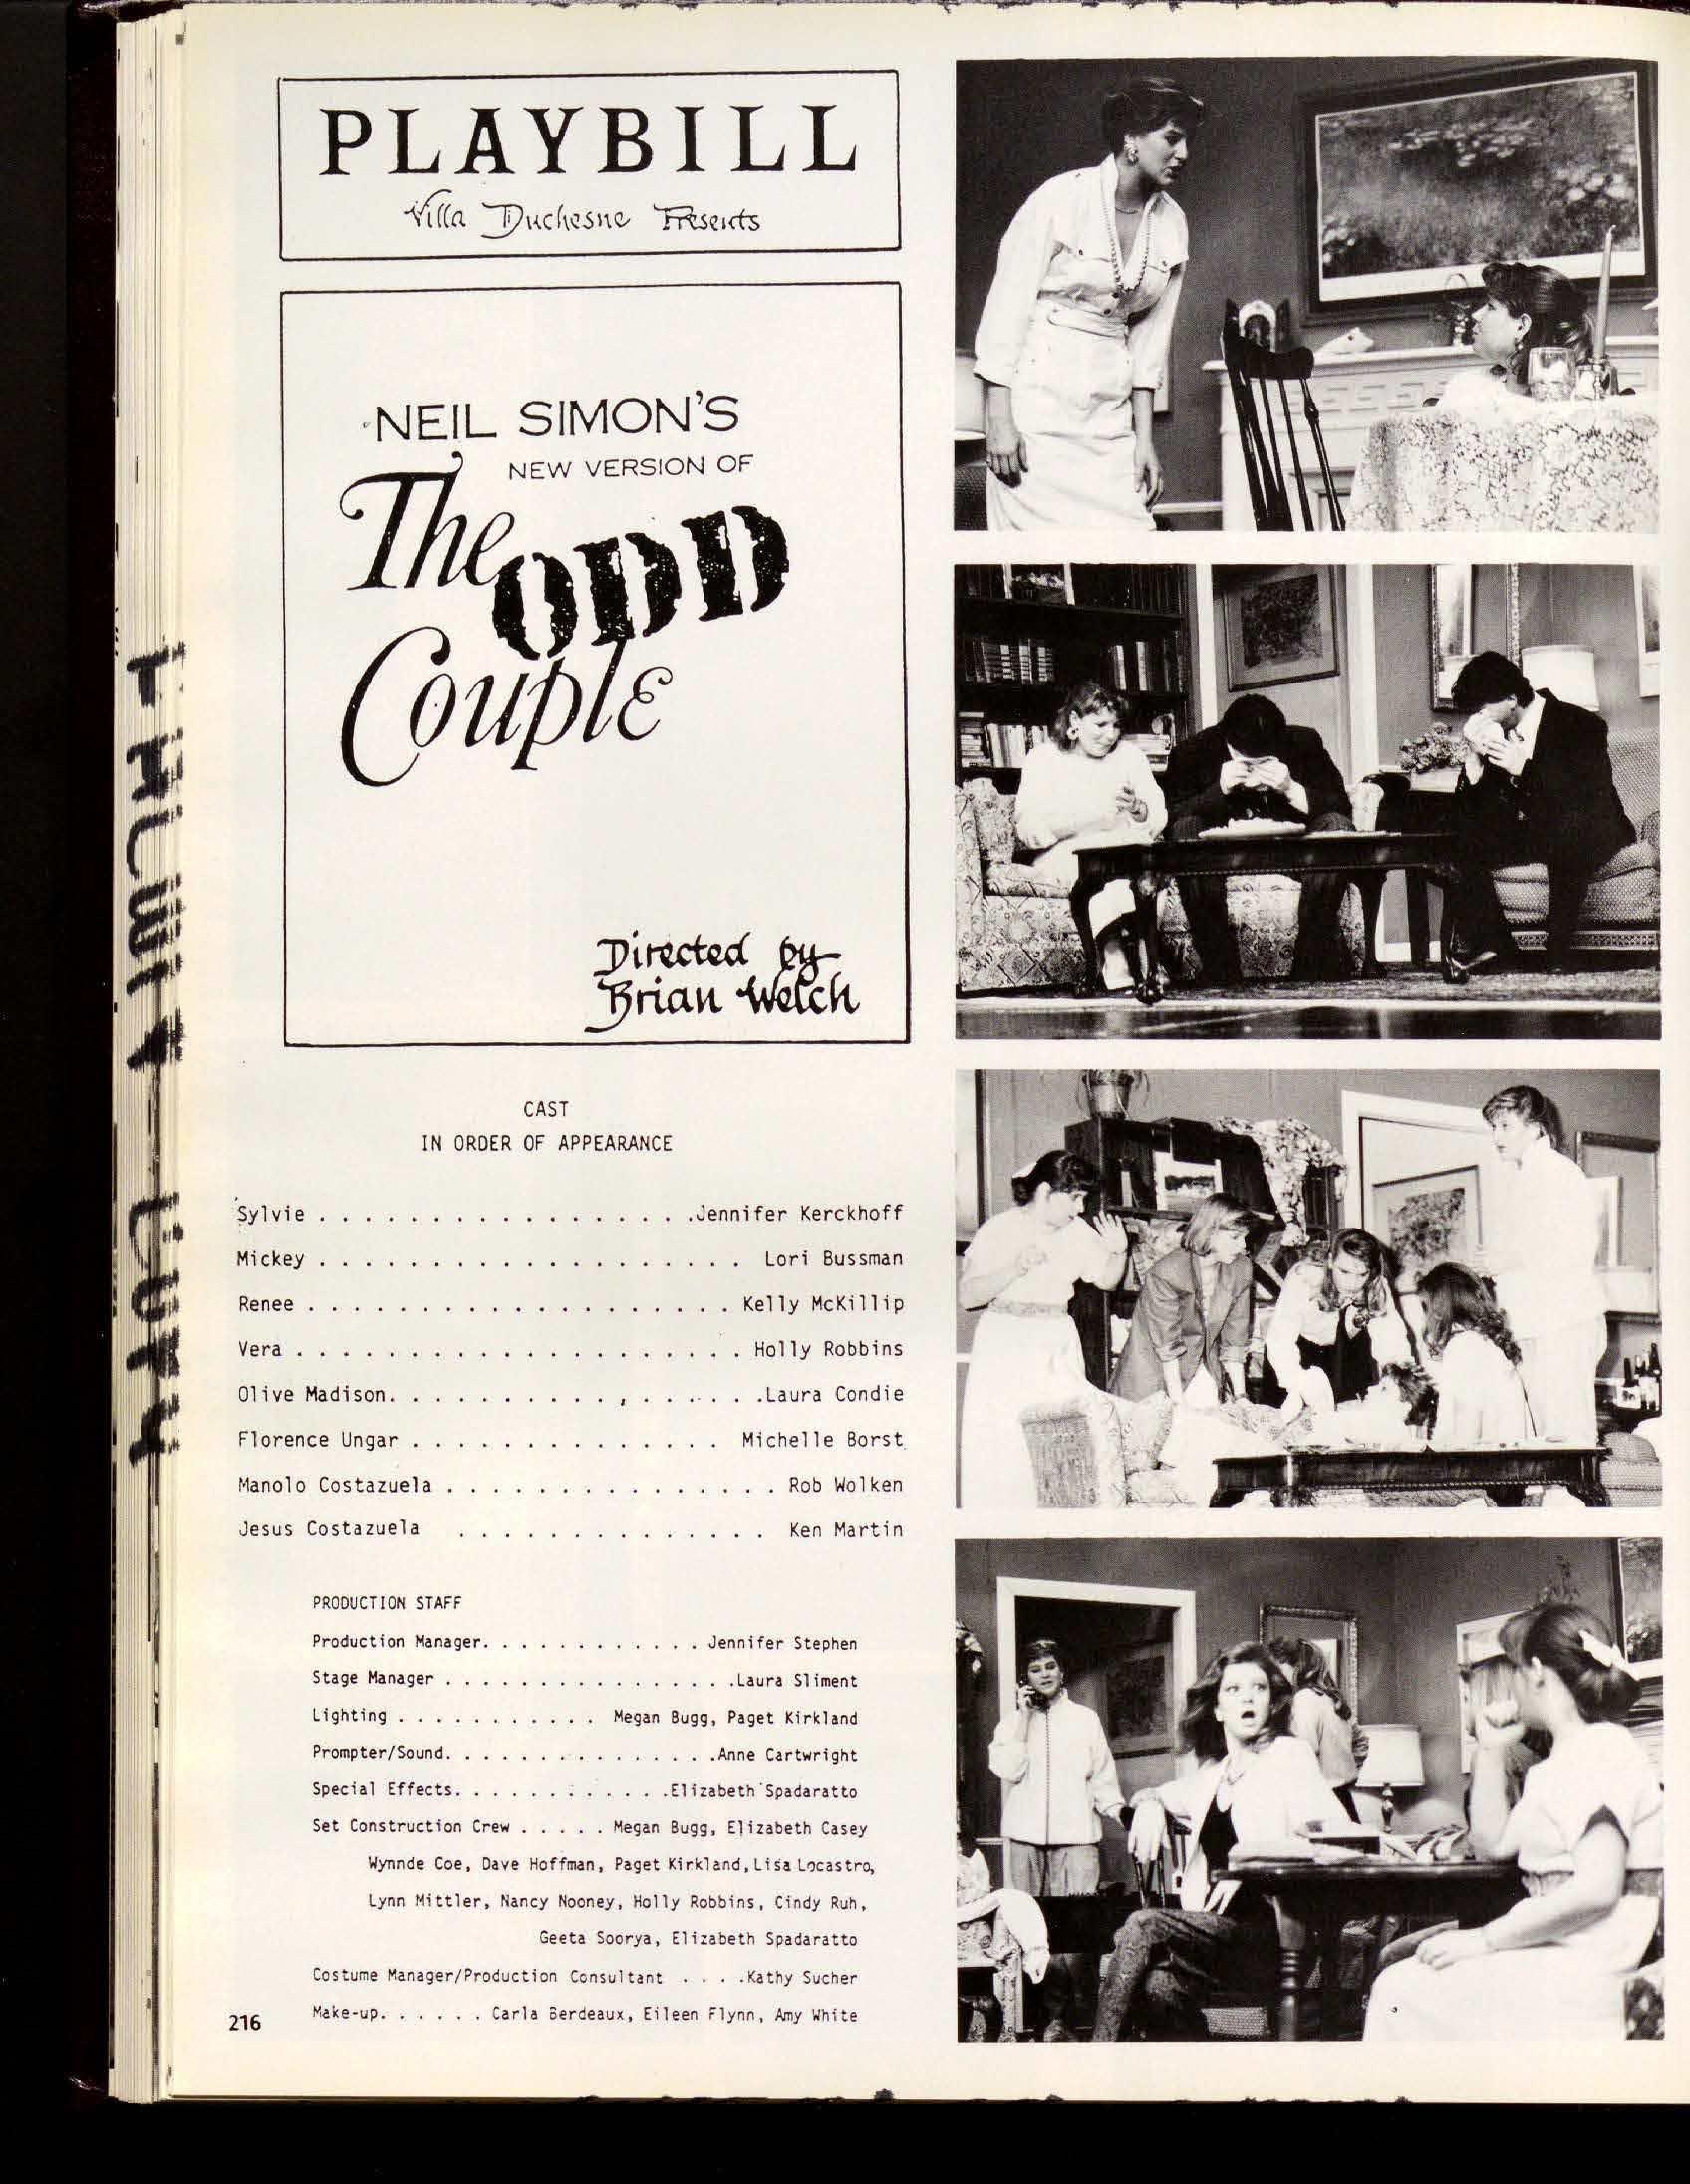 PLAYBILL
Villa Duchesne Presents
NEIL SIMON'S
NEW VERSION OF
The ODD
Couple
Directed by
Brian Welch
CAST
IN ORDER OF APPEARANCE
Sylvie . . . . . . . . . . . . . . . . . .Jennifer Kerckhoff
Mickey . . . . . . . . . . . . . . . . . . . Lori Bussman
Renee . . . . . . . . . . . . . . . . . . . Kelly McKillip
Vera . . . . . . . . . . . . . . . . . . . . Holly Robbins
Olive Madison. . . . . . . . . . . . . . . . .Laura Condie
Florence Ungar . . . . . . . . . . . . . . Michelle Borst
Manolo Costazuela . . . . . . . . . . . . . . . Rob Wolken
Jesus Costazuela . . . . . . . . . . . . . . Ken Martin
PRODUCTION STAFF
Production Manager. . . . . . . . . . . . Jennifer Stephen
Stage Manager . . . . . . . . . . . . . . . .Laura Sliment
Lighting . . . . . . . . . . . Megan Bugg, Paget Kirkland
Prompter/Sound. . . . . . . . . . . . . . .Anne Cartwright
Special Effects. . . . . . . . . . . .Elizabeth Spadaratto
Set Construction Crew . . . . . Megan Bugg, Elizabeth Casey
Wynnde Coe, Dave Hoffman, Paget Kirkland, Lisa Locastro,
Lynn Mittler, Nancy Nooney, Holly Robbins, Cindy Ruh,
Geeta Soorya, Elizabeth Spadaratto
Costume Manager/Production Consultant . . . .Kathy Sucher
Make-up. . . . . . Carla Berdeaux, Eileen Flynn, Amy White
216